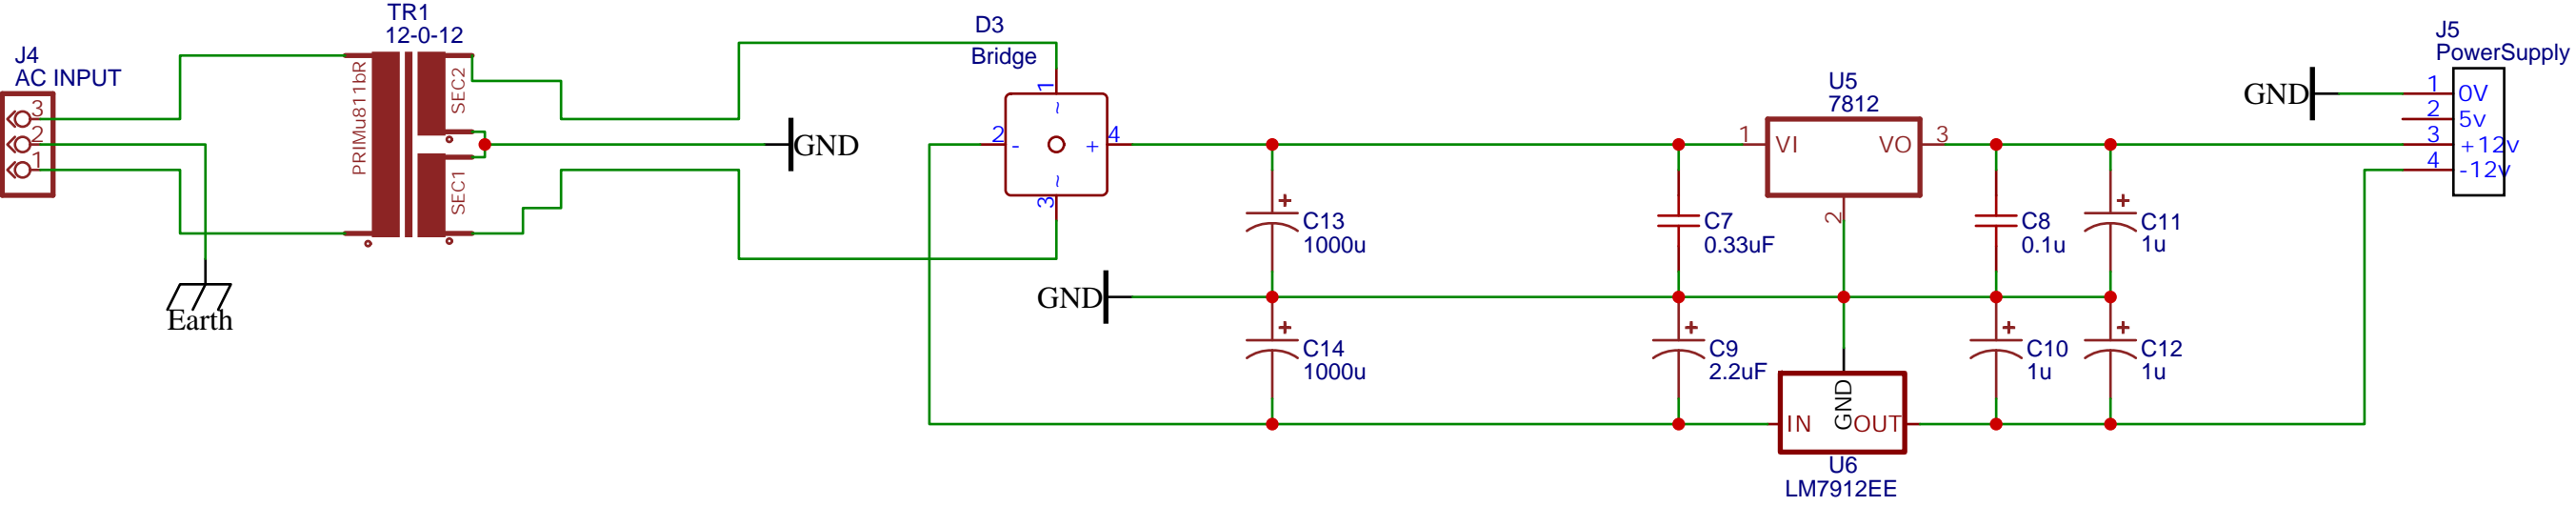 J4
AC INPUT
3
2
1
Earth
TR1
12-0-12
PRIMu811bR
SEC2
SEC1
GND
D3
Bridge
1
~
2
-
+
4
~
3
GND
C13
1000u
C14
1000u
C7
0.33uF
C9
2.2uF
U5
7812
1
VI
VO
3
2
GND
IN
OUT
U6
LM7912EE
C8
0.1u
C11
1u
C10
1u
C12
1u
J5
PowerSupply
GND
1 0V
2 5v
3 +12v
4 -12v